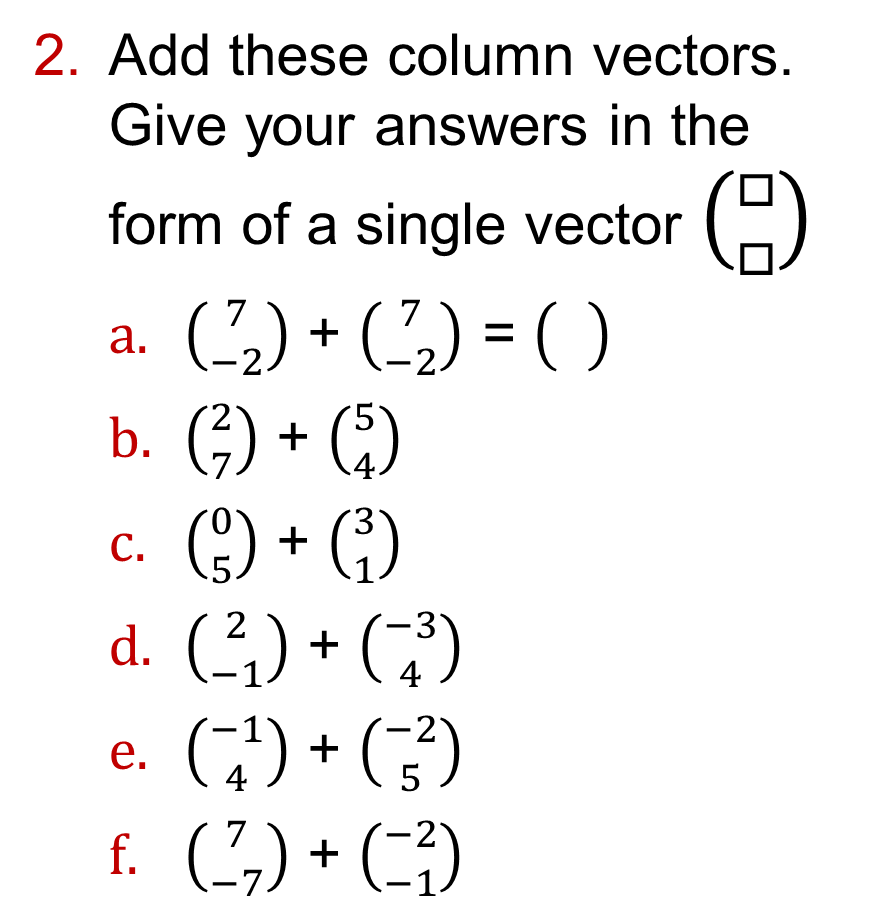 2. Add these column vectors.
Give your answers in the
form of a single vector (□ □)
a. (7 −2) + (7 −2) = ( )
b. (2 7) + (5 4)
c. (0 5) + (3 1)
d. (2 −1) + (−3 4)
e. (−1 4) + (−2 5)
f. (7 −7) + (−2 −1)